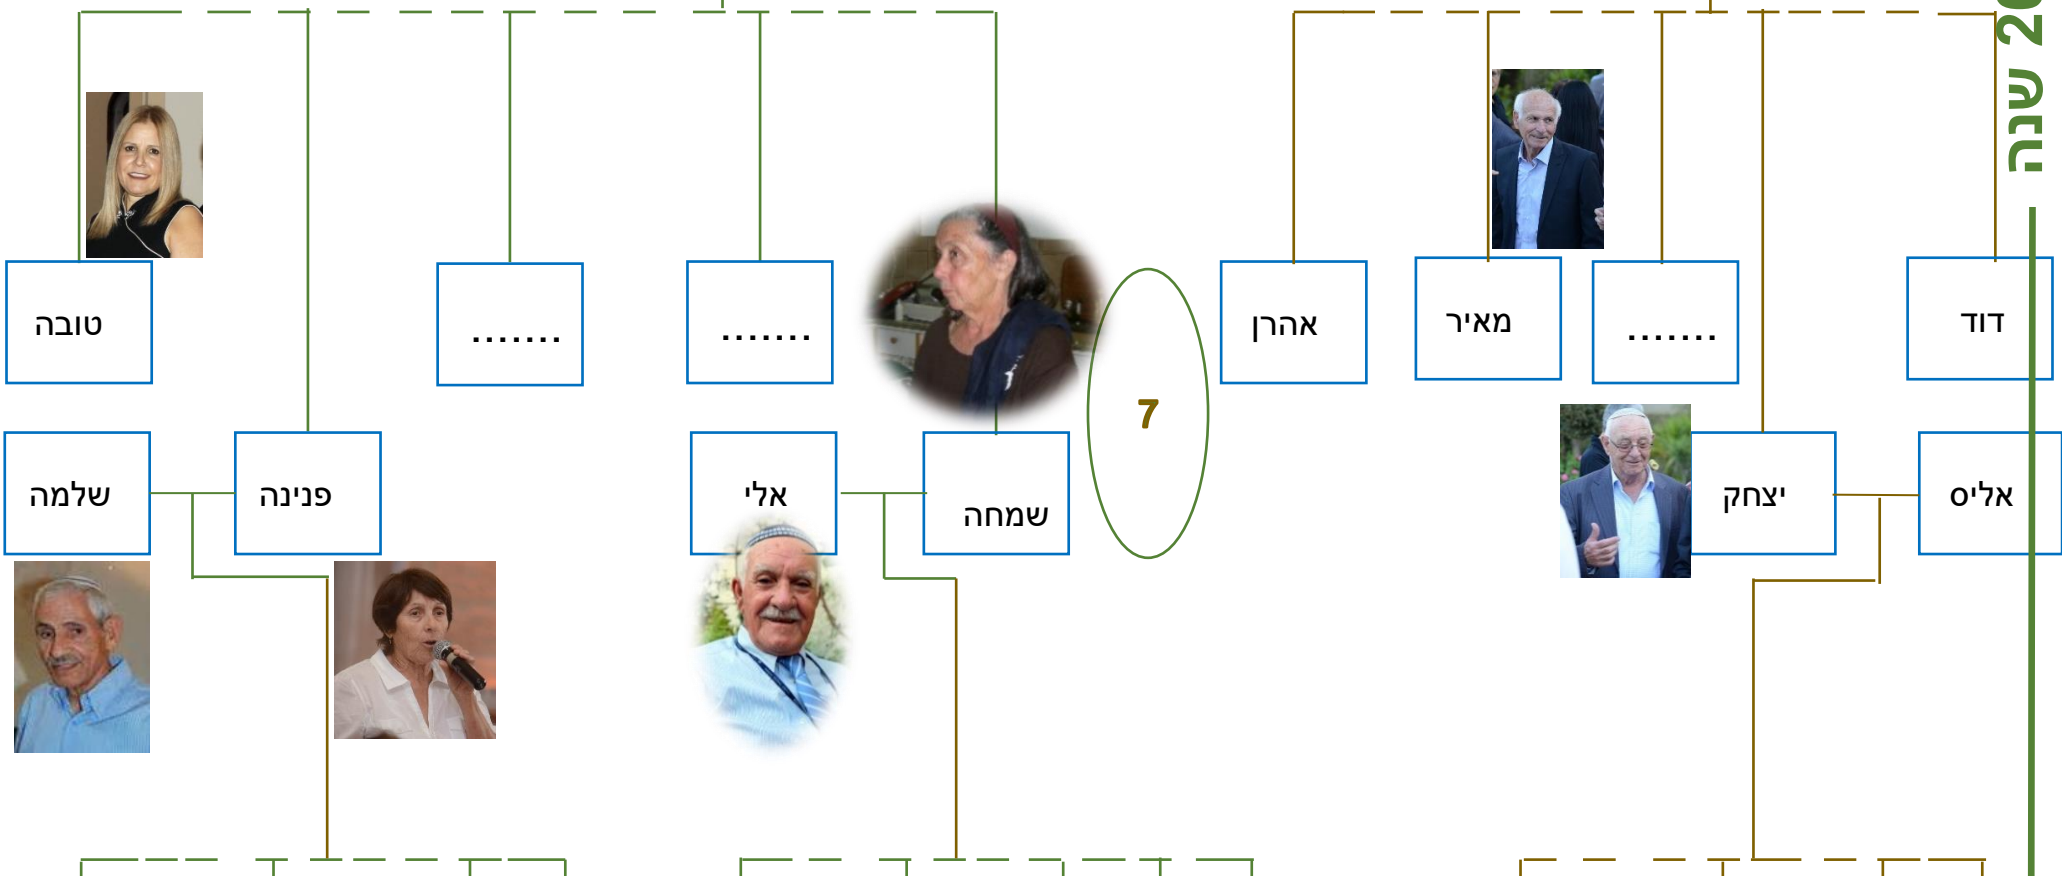 20 שנה
דוד
.......
מאיר
אהרן
.......
.......
טובה
7
אליס
יצחק
שמחה
אלי
פנינה
שלמה